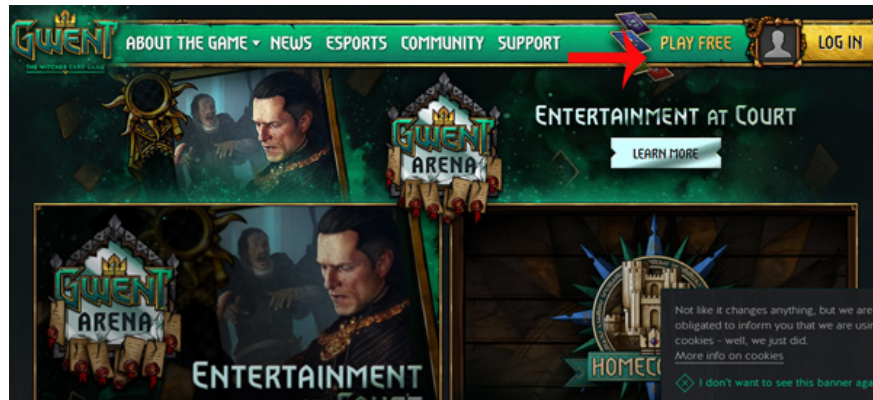 GWENT
THE WITCHER CARD GAME
ABOUT THE GAME NEWS ESPORTS COMMUNITY SUPPORT PLAY FREE LOG IN
ENTERTAINMENT AT COURT
LEARN MORE
GWENT
ARENA
GWENT
ARENA
ENTERTAINMENT
COURT
HOMECO
Not like it changes anything, but we are
obligated to inform you that we are usin
cookies - well, we just did.
More info on cookies
I don't want to see this banner aga